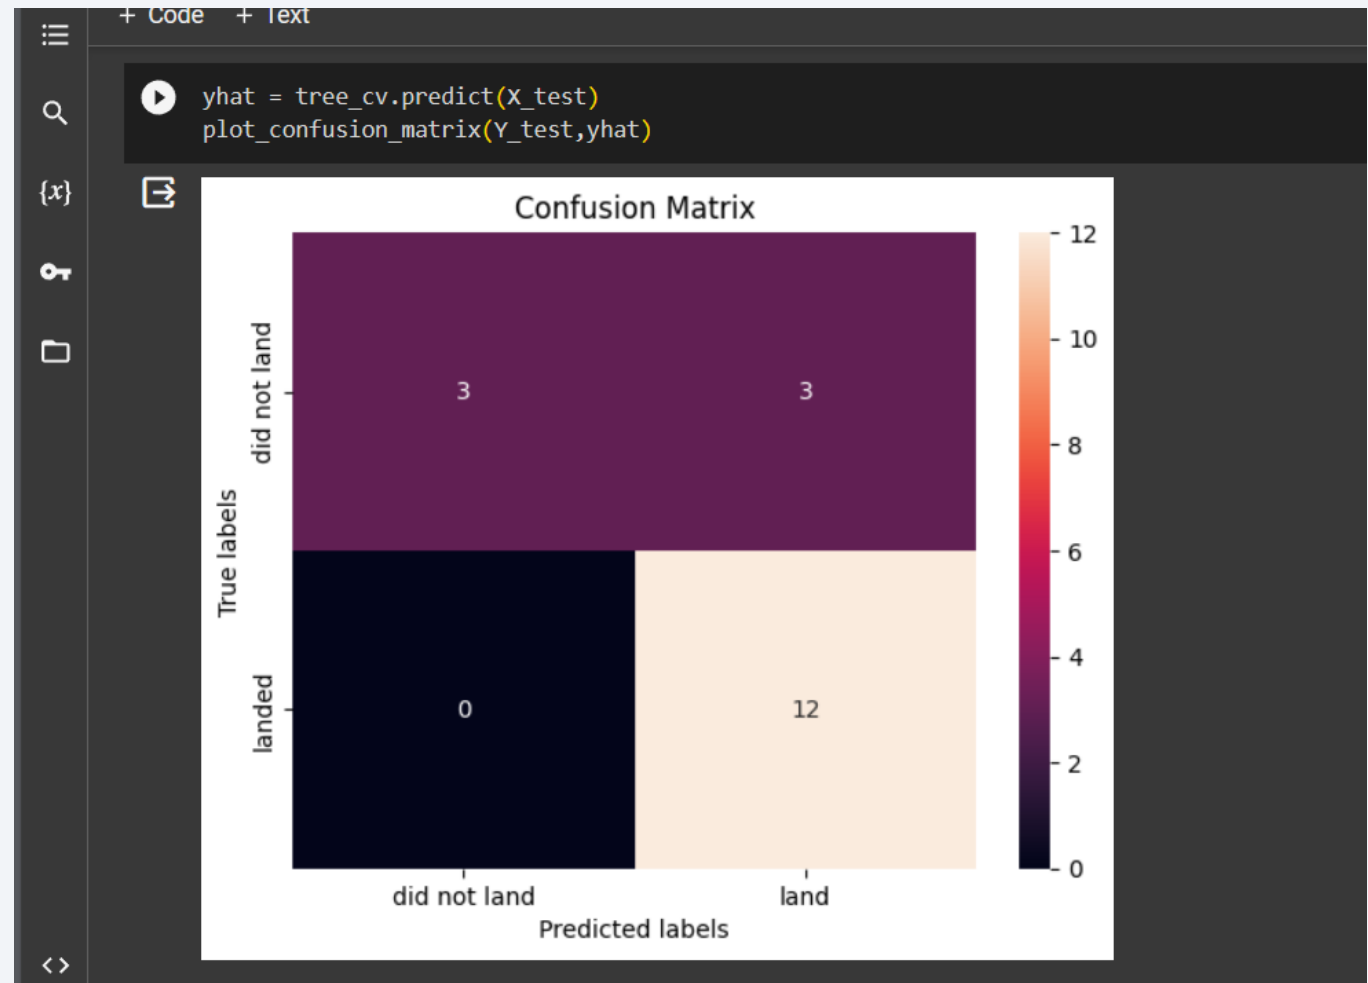 + Code + Text
{x}
yhat = tree_cv.predict(X_test)
plot_confusion_matrix(Y_test,yhat)
Confusion Matrix
12
10
8
6
4
2
0
True labels
did not land
landed
3 3
0 12
did not land land
Predicted labels
<>